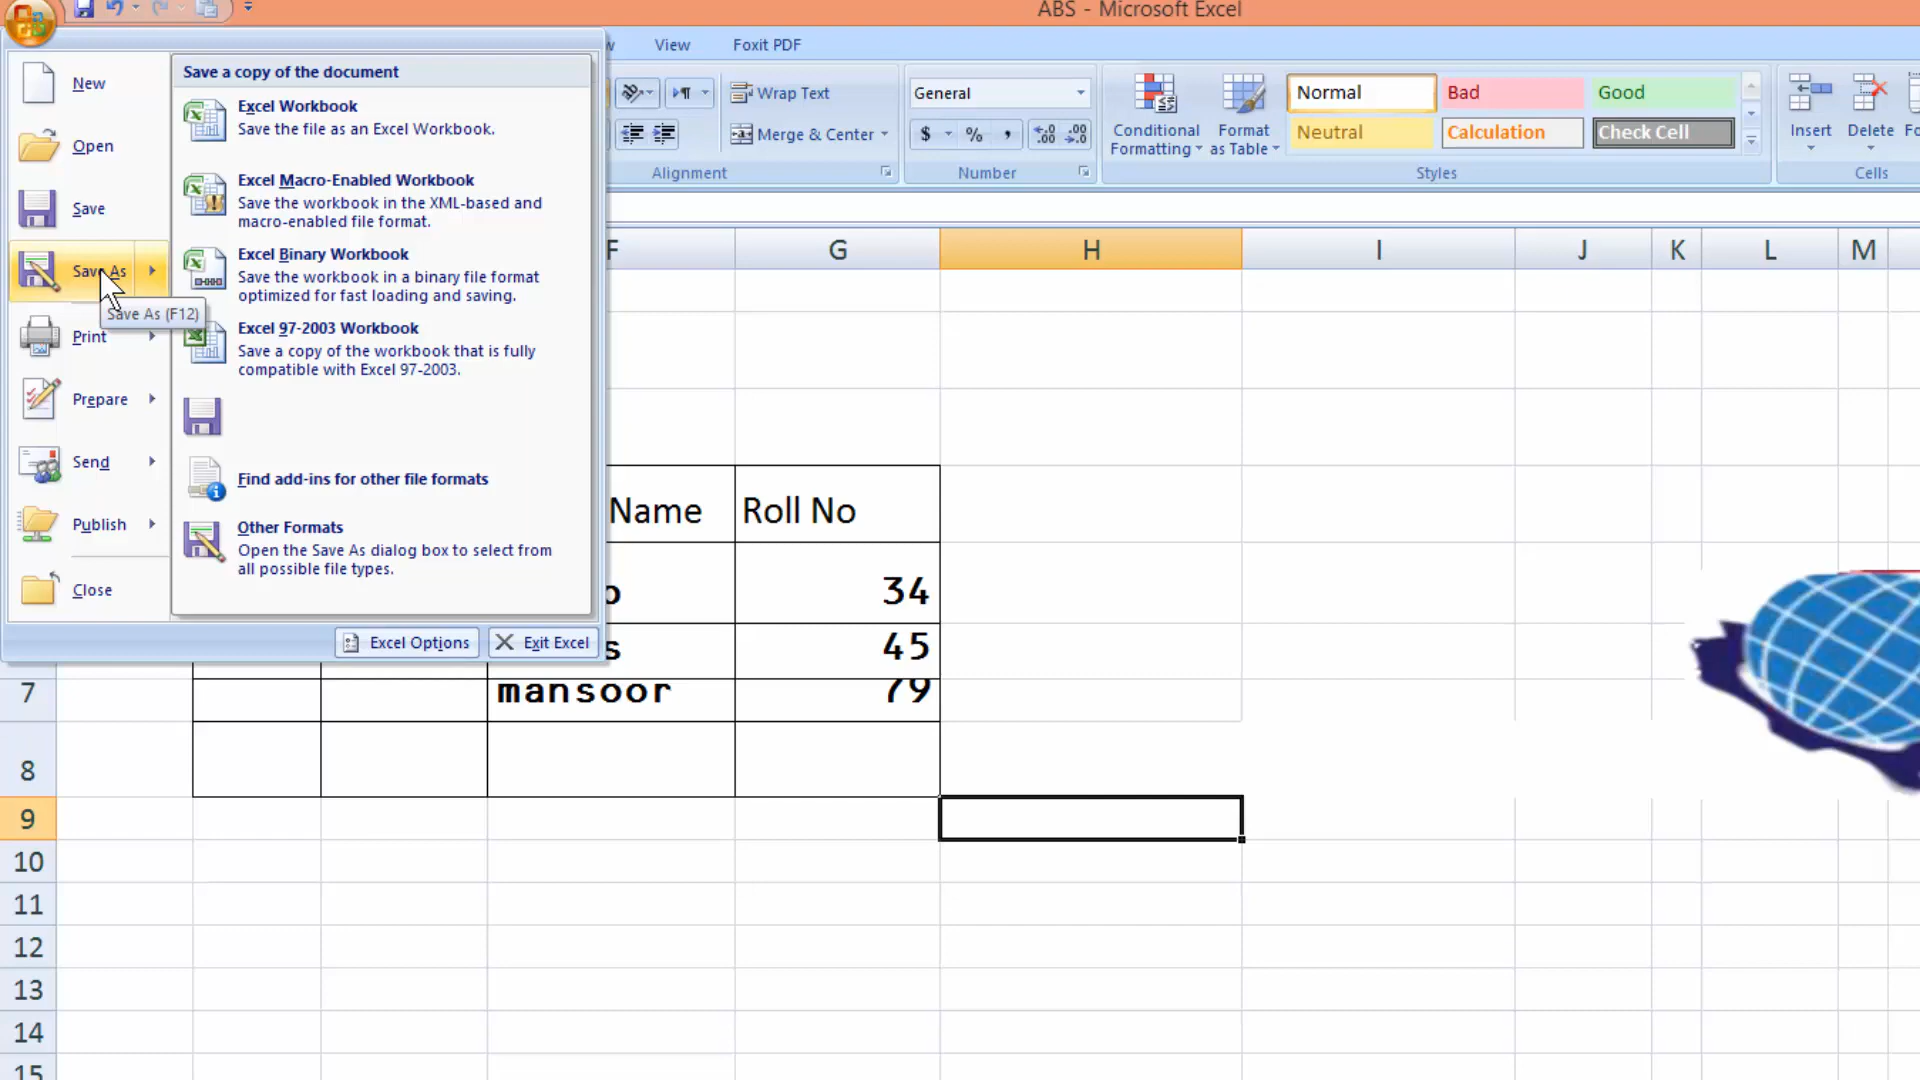 ABS - Microsoft Excel
View
Foxit PDF
New
Open
Save
Save As
Save As (F12)
Print
Prepare
Send
Publish
Close
Save a copy of the document
Excel Workbook
Save the file as an Excel Workbook.
Excel Macro-Enabled Workbook
Save the workbook in the XML-based and
macro-enabled file format.
Excel Binary Workbook
Save the workbook in a binary file format
optimized for fast loading and saving.
Excel 97-2003 Workbook
Save a copy of the workbook that is fully
compatible with Excel 97-2003.
Find add-ins for other file formats
Other Formats
Open the Save As dialog box to select from
all possible file types.
Excel Options
Exit Excel
Wrap Text
Merge & Center
Alignment
General
$ % ,
Number
Conditional
Formatting
Format
as Table
Normal
Bad
Good
Neutral
Calculation
Check Cell
Styles
Insert
Delete
Cells
F G H I J K L M
Name
Roll No
34
45
7
mansoor
79
8
9
10
11
12
13
14
15